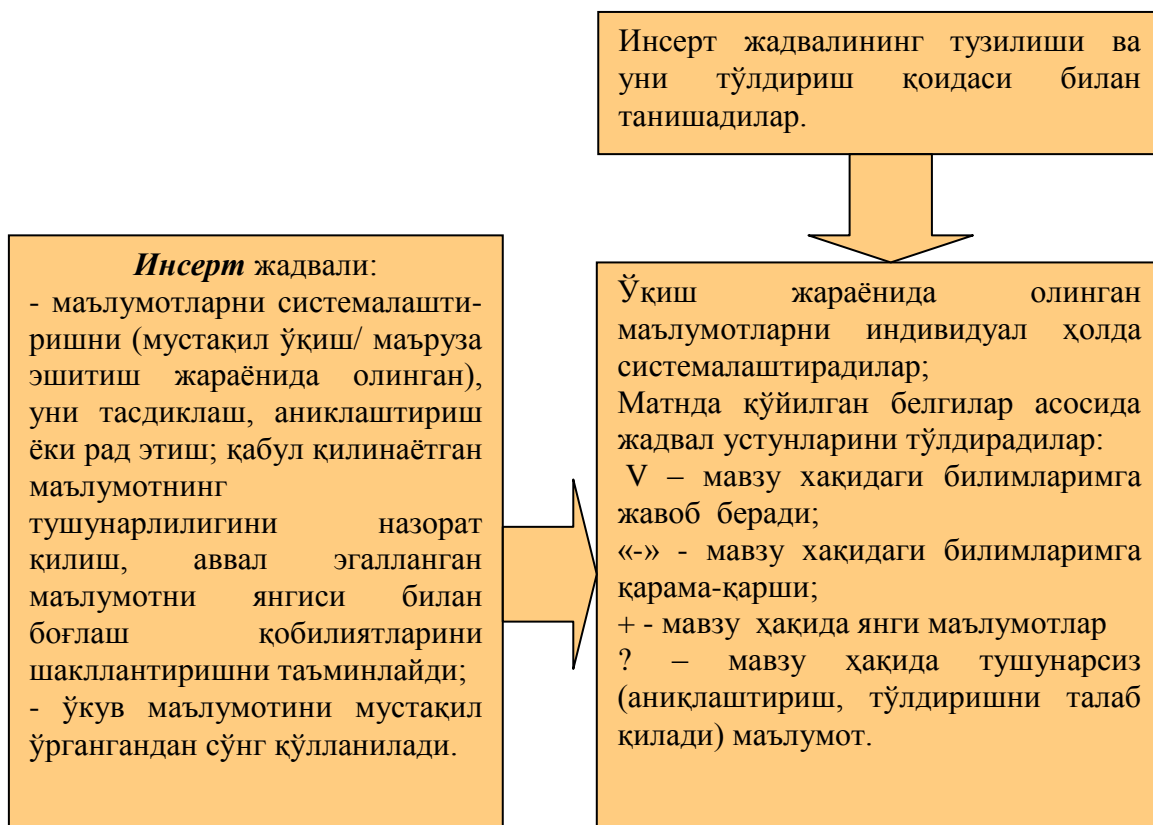 Инсерт жадвалининг тузилиши ва
уни тўлдириш қоидаси билан
танишадилар.
Инсерт жадвали:
- маълумотларни системалашти-
ришни (мустақил ўқиш/ маъруза
эшитиш жараёнида олинган),
уни тасдиклаш, аниклаштириш
ёки рад этиш; қабул қилинаётган
маълумотнинг
тушунарлилигини назорат
қилиш, аввал эгалланган
маълумотни янгиси билан
боғлаш қобилиятларини
шакллантиришни таъминлайди;
- ўкув маълумотини мустақил
ўргангандан сўнг қўлланилади.
Ўқиш жараёнида олинган
маълумотларни индивидуал ҳолда
системалаштирадилар;
Матнда қўйилган белгилар асосида
жадвал устунларини тўлдирадилар:
V – мавзу хақидаги билимларимга
жавоб беради;
«-» - мавзу хақидаги билимларимга
қарама-қарши;
+ - мавзу ҳақида янги маълумотлар
? – мавзу ҳақида тушунарсиз
(аниқлаштириш, тўлдиришни талаб
қилади) маълумот.